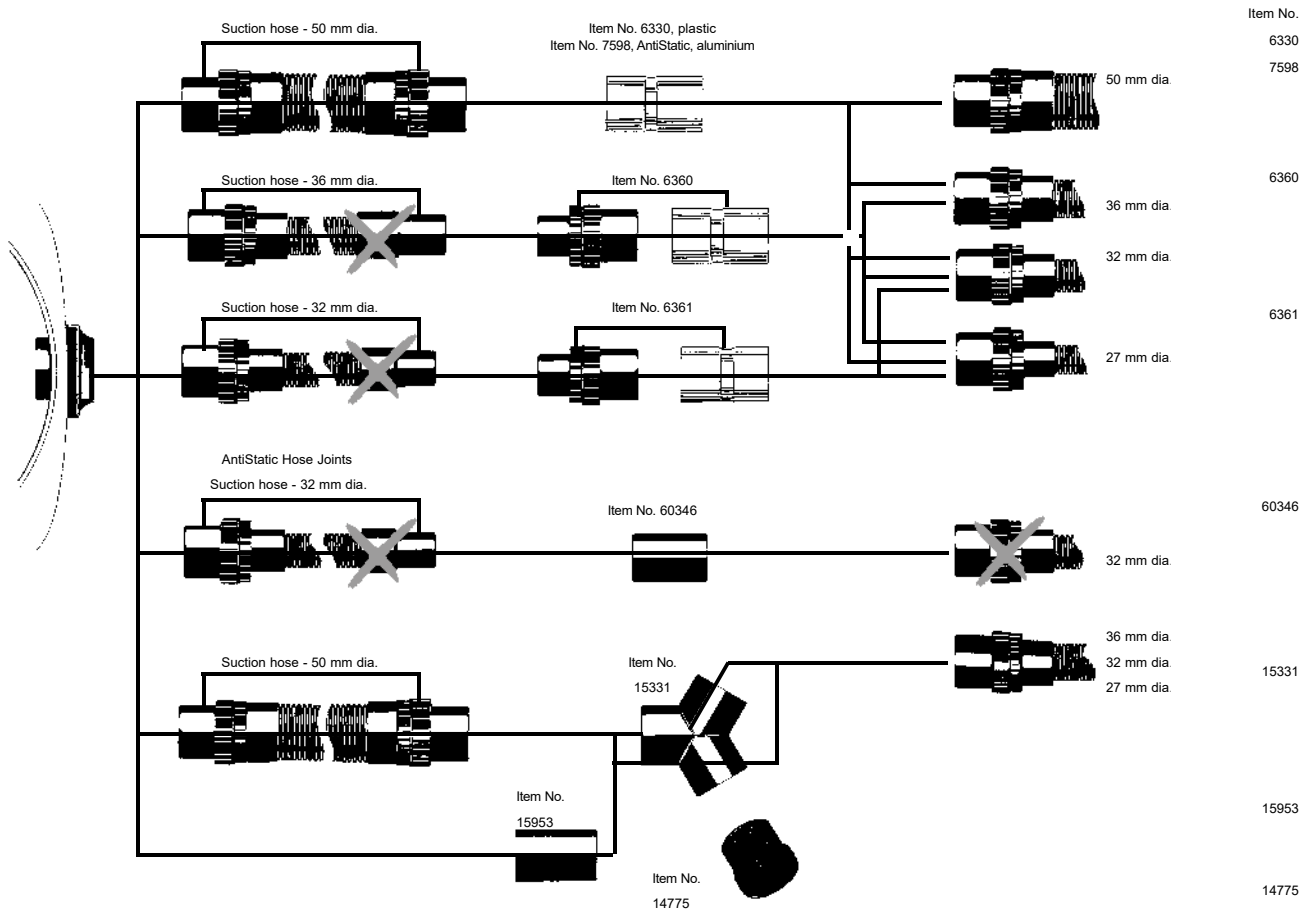 Suction hose - 50 mm dia.
Item No. 6330, plastic
Item No. 7598, AntiStatic, aluminium
Item No.
6330
7598
50 mm dia.
Suction hose - 36 mm dia.
Item No. 6360
6360
36 mm dia.
32 mm dia.
Suction hose - 32 mm dia.
Item No. 6361
6361
27 mm dia.
AntiStatic Hose Joints
Suction hose - 32 mm dia.
Item No. 60346
60346
32 mm dia.
Suction hose - 50 mm dia.
Item No.
15331
36 mm dia.
32 mm dia.
27 mm dia.
15331
Item No.
15953
15953
Item No.
14775
14775